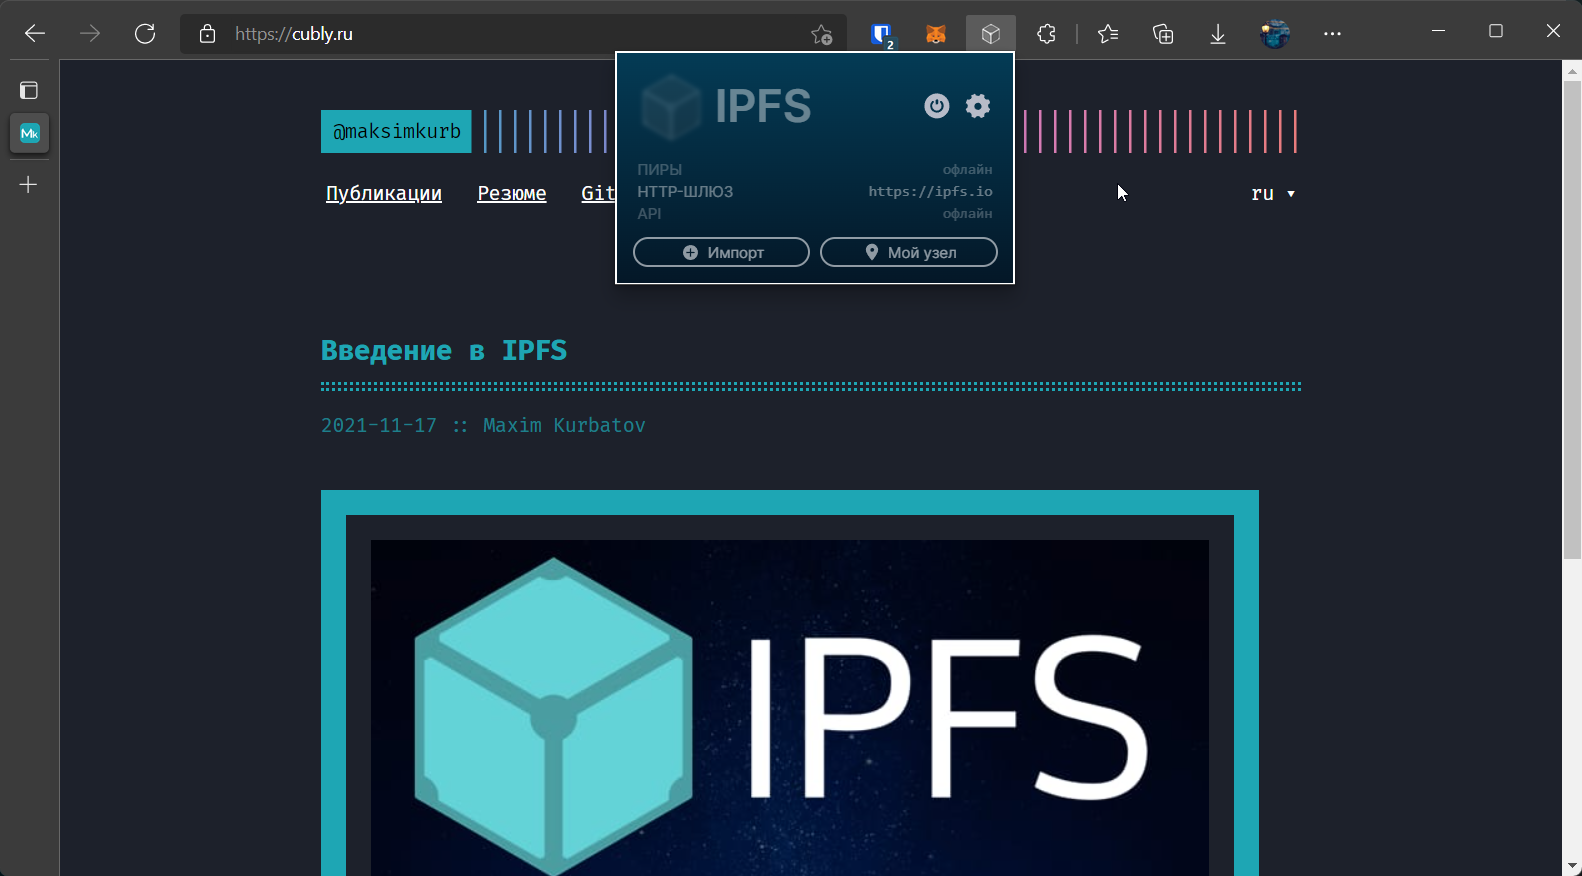 https://cubly.ru
2
Mk
IPFS
@maksimkurb
ПИРЫ офлайн
HTTP-ШЛЮЗ https://ipfs.io
API офлайн
Публикации Резюме Git
ru
Импорт Мой узел
Введение в IPFS
2021-11-17 :: Maxim Kurbatov
IPFS